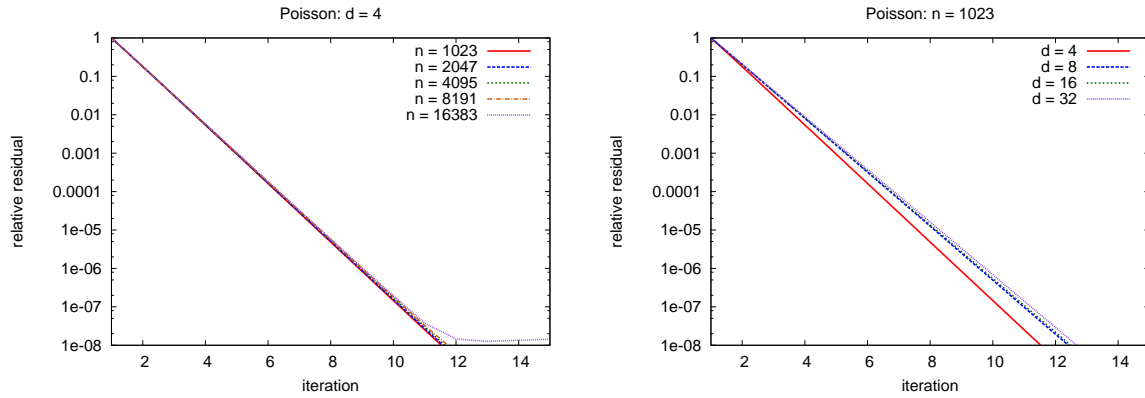 Poisson: d = 4
relative residual
1
0.1
0.01
0.001
0.0001
1e-05
1e-06
1e-07
1e-08
n = 1023
n = 2047
n = 4095
n = 8191
n = 16383
2 4 6 8 10 12 14
iteration
Poisson: n = 1023
relative residual
1
0.1
0.01
0.001
0.0001
1e-05
1e-06
1e-07
1e-08
d = 4
d = 8
d = 16
d = 32
2 4 6 8 10 12 14
iteration